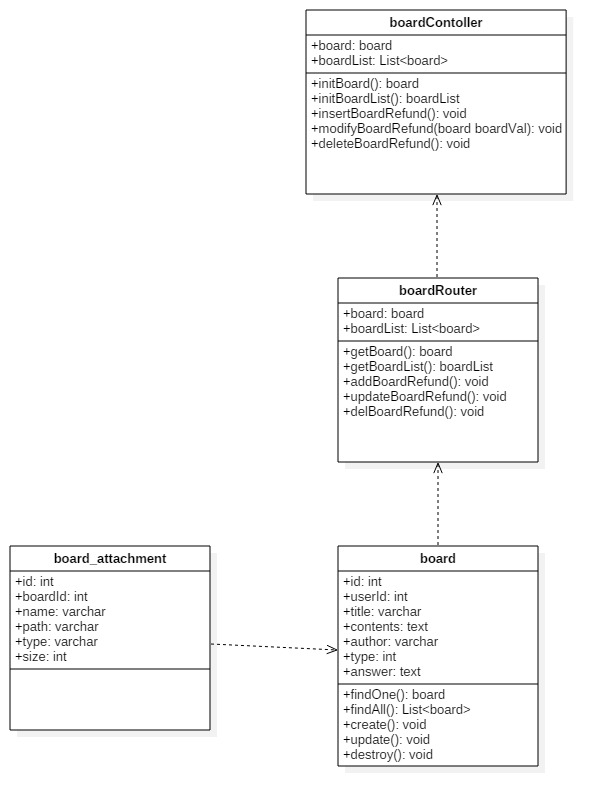 boardContoller
+board: board
+boardList: List<board>
+initBoard(): board
+initBoardList(): boardList
+insertBoardRefund(): void
+modifyBoardRefund(board boardVal): void
+deleteBoardRefund(): void
boardRouter
+board: board
+boardList: List<board>
+getBoard(): board
+getBoardList(): boardList
+addBoardRefund(): void
+updateBoardRefund(): void
+delBoardRefund(): void
board_attachment
+id: int
+boardId: int
+name: varchar
+path: varchar
+type: varchar
+size: int
board
+id: int
+userId: int
+title: varchar
+contents: text
+author: varchar
+type: int
+answer: text
+findOne(): board
+findAll(): List<board>
+create(): void
+update(): void
+destroy(): void